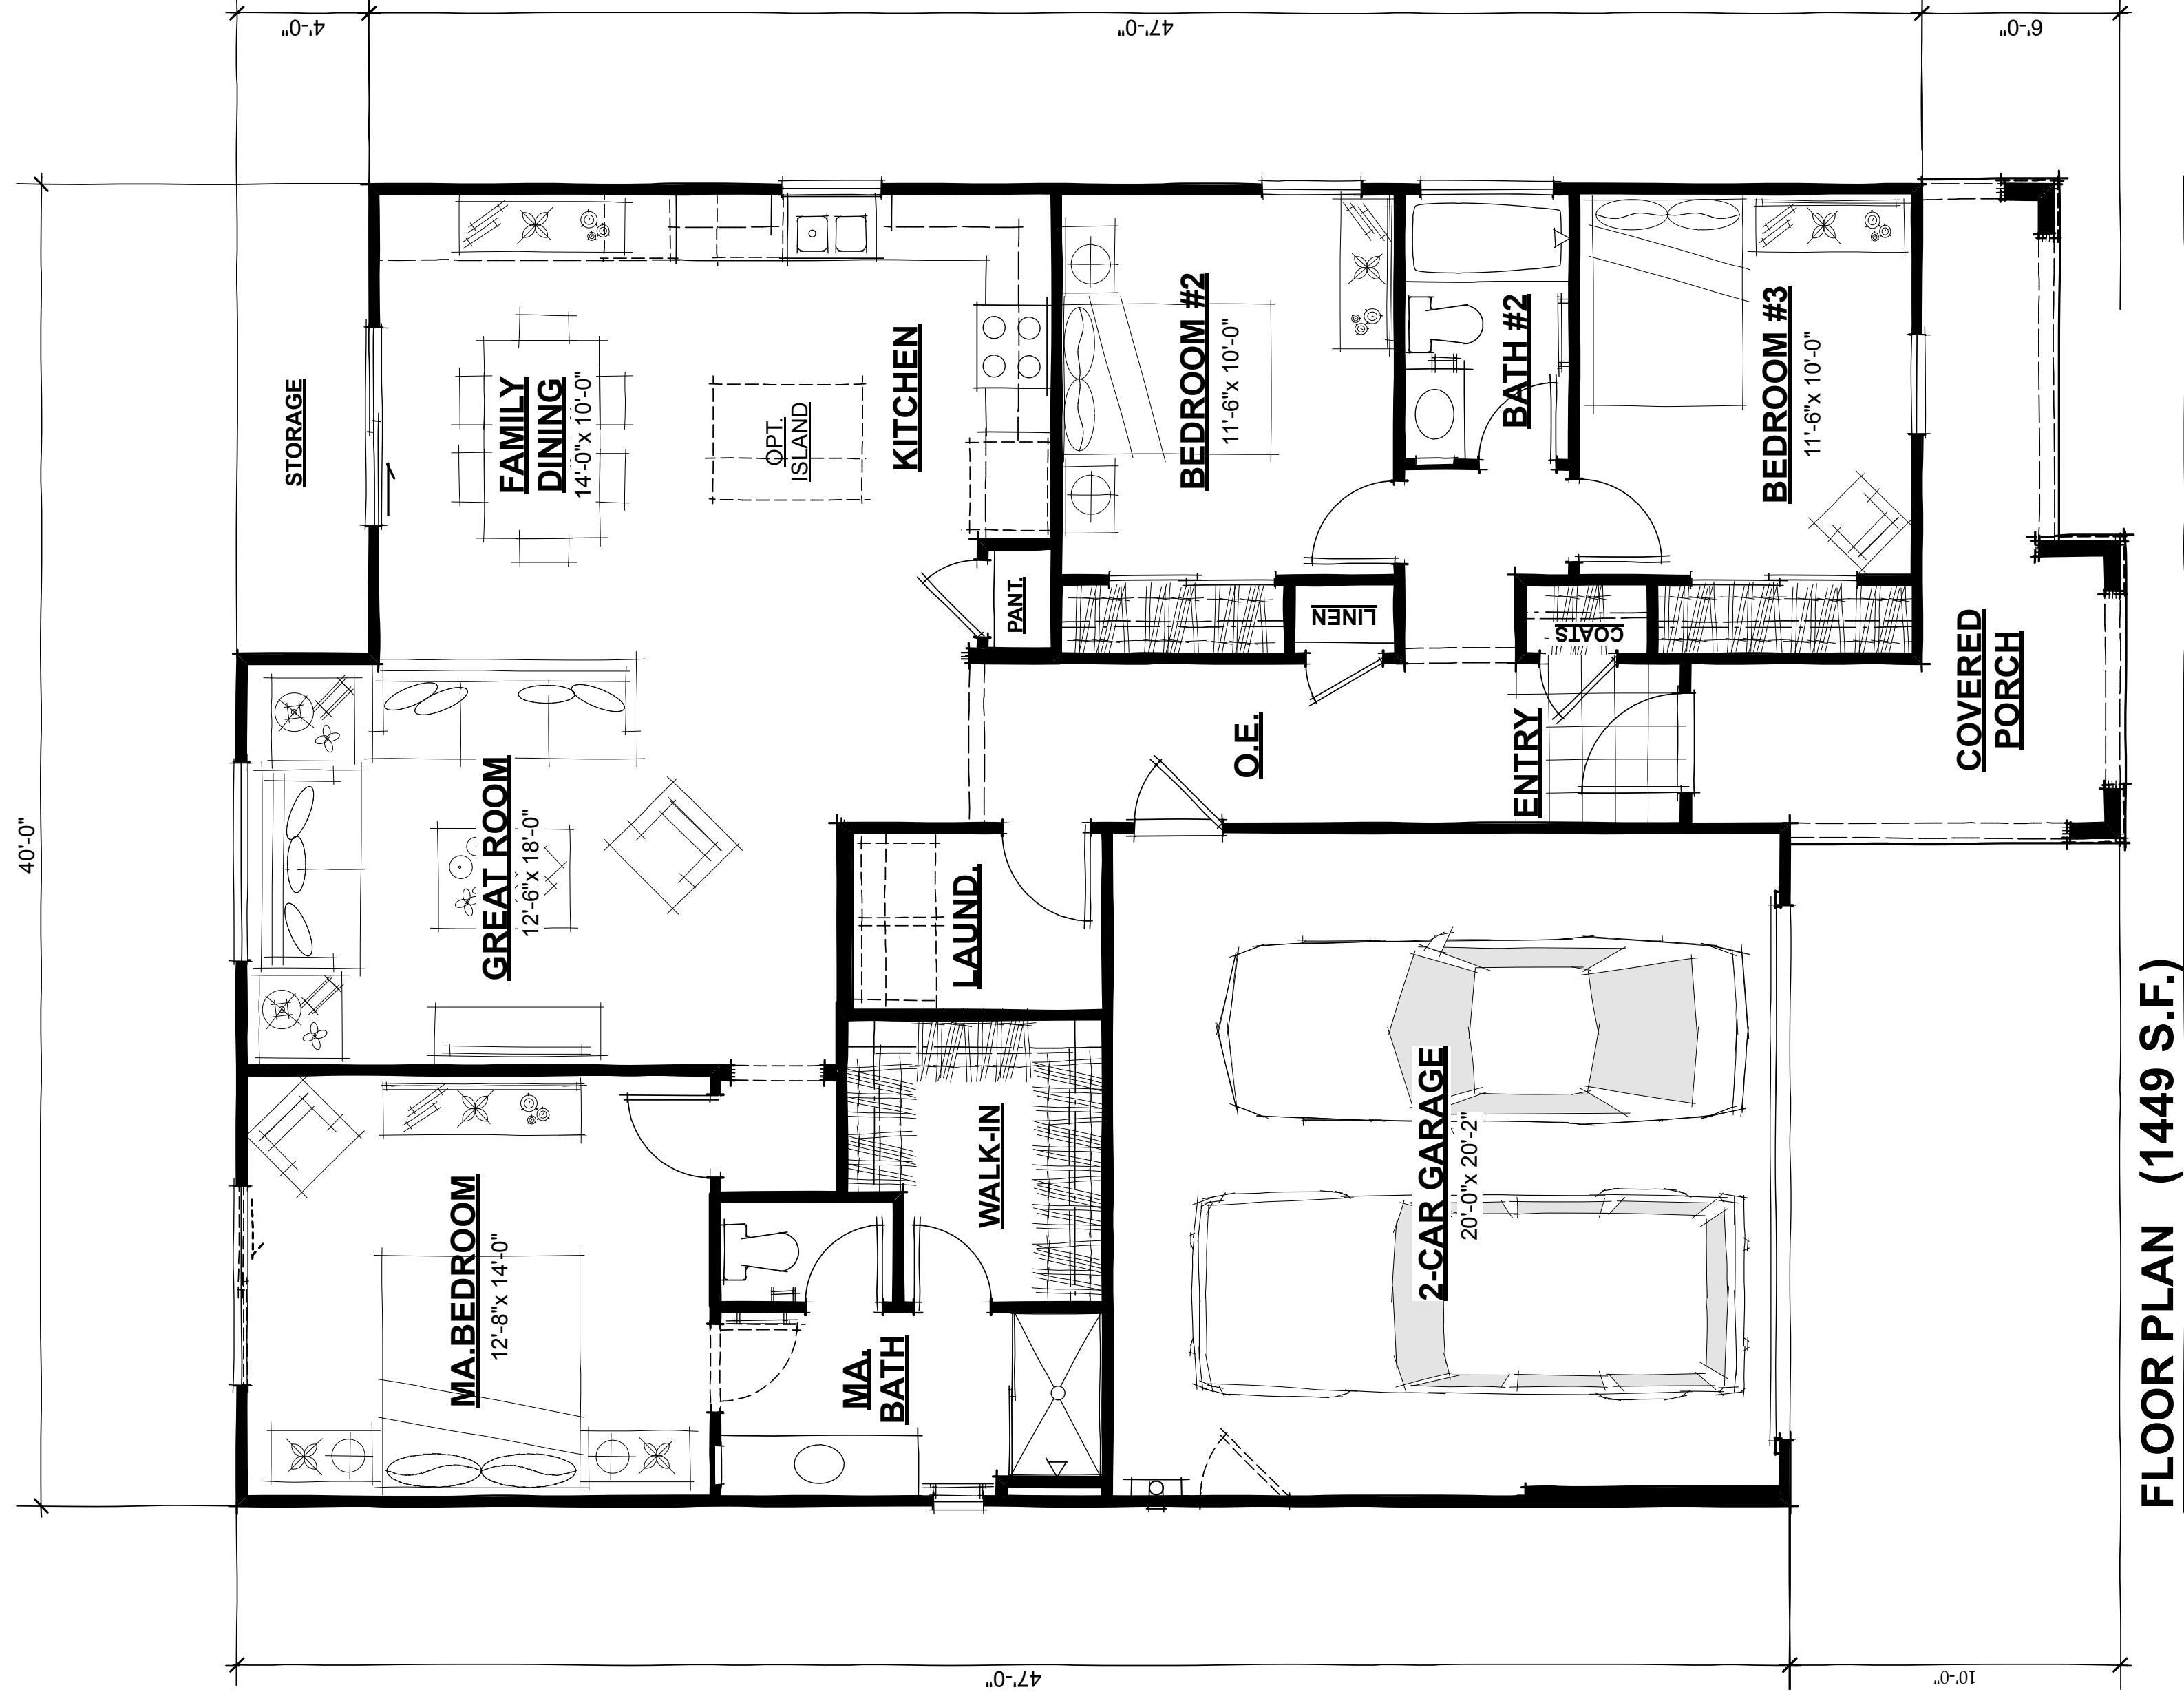 4'-0"
47'-0"
6'-0"
40'-0"
STORAGE
FAMILY
DINING
14'-0"x 10'-0"
OPT.
ISLAND
KITCHEN
PANT.
BEDROOM #2
11'-6"x 10'-0"
LINEN
BATH #2
COATS
BEDROOM #3
11'-6"x 10'-0"
COVERED
PORCH
GREAT ROOM
12'-6"x 18'-0"
O.E.
ENTRY
LAUND.
MA.BEDROOM
12'-8"x 14'-0"
WALK-IN
MA.
BATH
2-CAR GARAGE
20'-0"x 20'-2"
47'-0"
10'-0"
FLOOR PLAN (1449 S.F.)